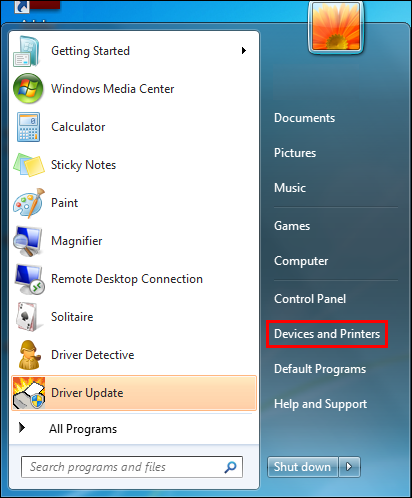 Getting Started
Windows Media Center
Calculator
Sticky Notes
Paint
Magnifier
Remote Desktop Connection
Solitaire
Driver Detective
Driver Update
All Programs
Search programs and files
Documents
Pictures
Music
Games
Computer
Control Panel
Devices and Printers
Default Programs
Help and Support
Shut down